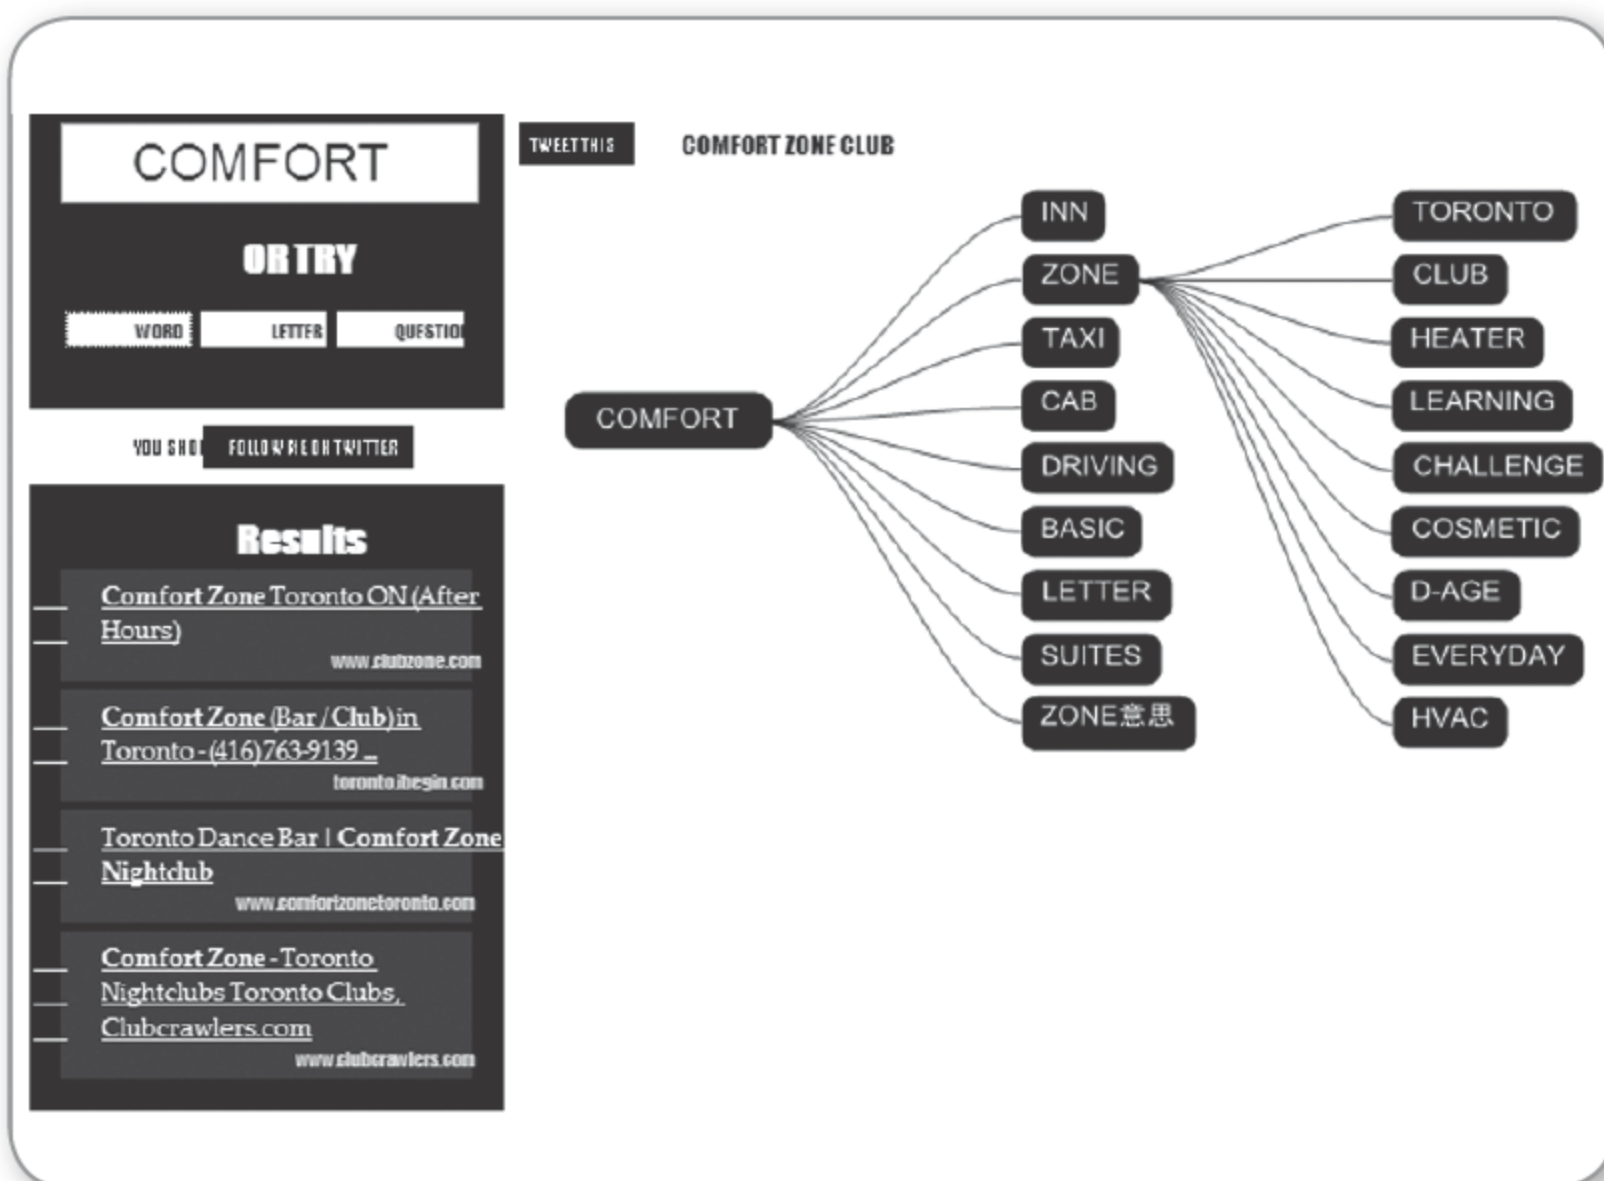 COMFORT
OR TRY
WORD
LETTER
QUESTIO
YOU SHO
FOLLOW ME ON TWITTER
Results
Comfort Zone Toronto ON (After
Hours)
www.clubzone.com
Comfort Zone (Bar / Club) in
Toronto - (416) 763-9139 ...
toronto.ibegin.com
Toronto Dance Bar | Comfort Zone
Nightclub
www.comfortzonetoronto.com
Comfort Zone - Toronto
Nightclubs Toronto Clubs,
Clubcrawlers.com
www.clubcrawlers.com
TWEET THIS
COMFORT ZONE CLUB
COMFORT
INN
ZONE
TAXI
CAB
DRIVING
BASIC
LETTER
SUITES
ZONE意思
TORONTO
CLUB
HEATER
LEARNING
CHALLENGE
COSMETIC
D-AGE
EVERYDAY
HVAC